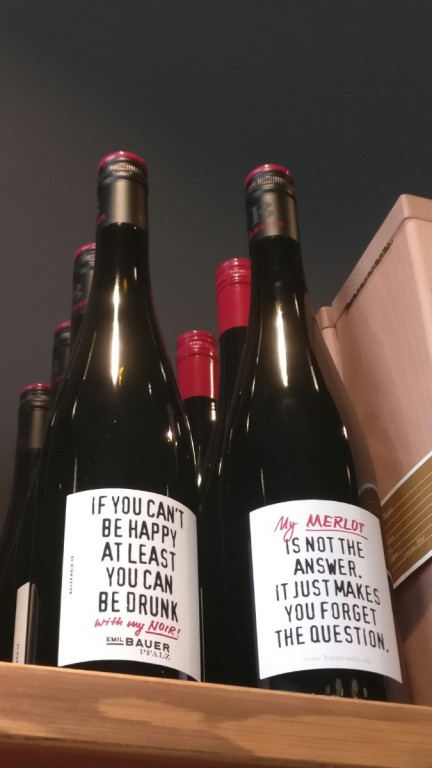 IF YOU CAN'T
BE HAPPY
AT LEAST
YOU CAN
BE DRUNK
with my NOIR!
EMIL BAUER
PFALZ
My MERLOT
IS NOT THE
ANSWER.
IT JUST MAKES
YOU FORGET
THE QUESTION.